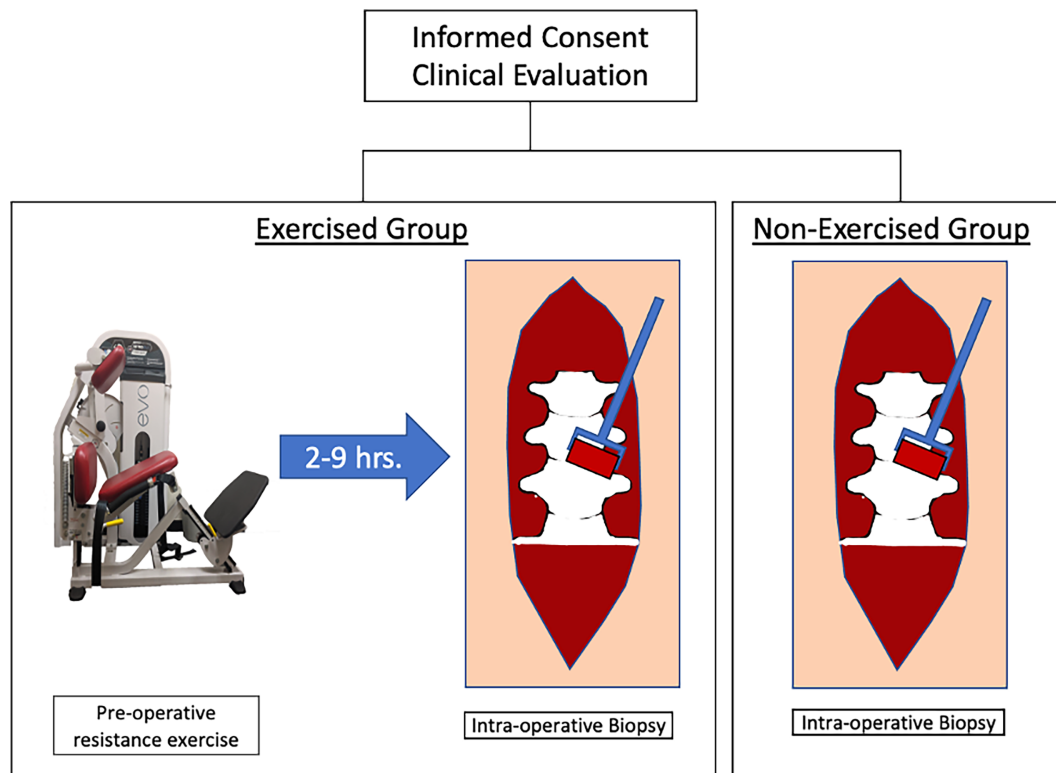 Informed Consent
Clinical Evaluation
Exercised Group
evo
2-9 hrs.
Pre-operative
resistance exercise
Intra-operative Biopsy
Non-Exercised Group
Intra-operative Biopsy